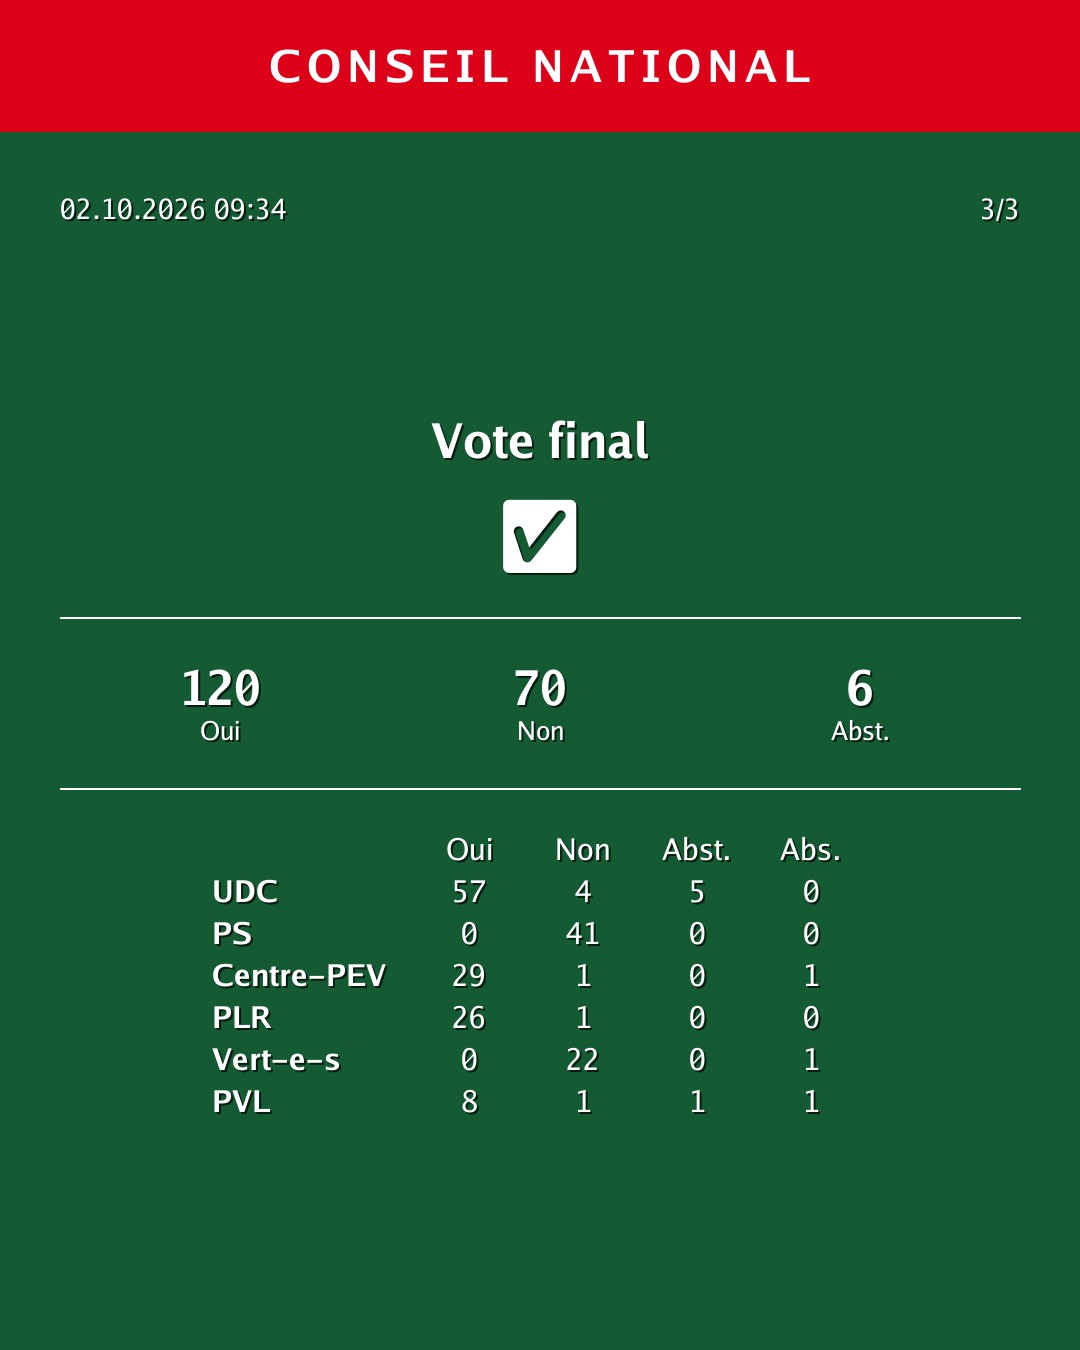 CONSEIL NATIONAL
02.10.2026 09:34 3/3
Vote final
120 70 6
Oui Non Abst.
Oui Non Abst. Abs.
UDC 57 4 5 0
PS 0 41 0 0
Centre-PEV 29 1 0 1
PLR 26 1 0 0
Vert-e-s 0 22 0 1
PVL 8 1 1 1